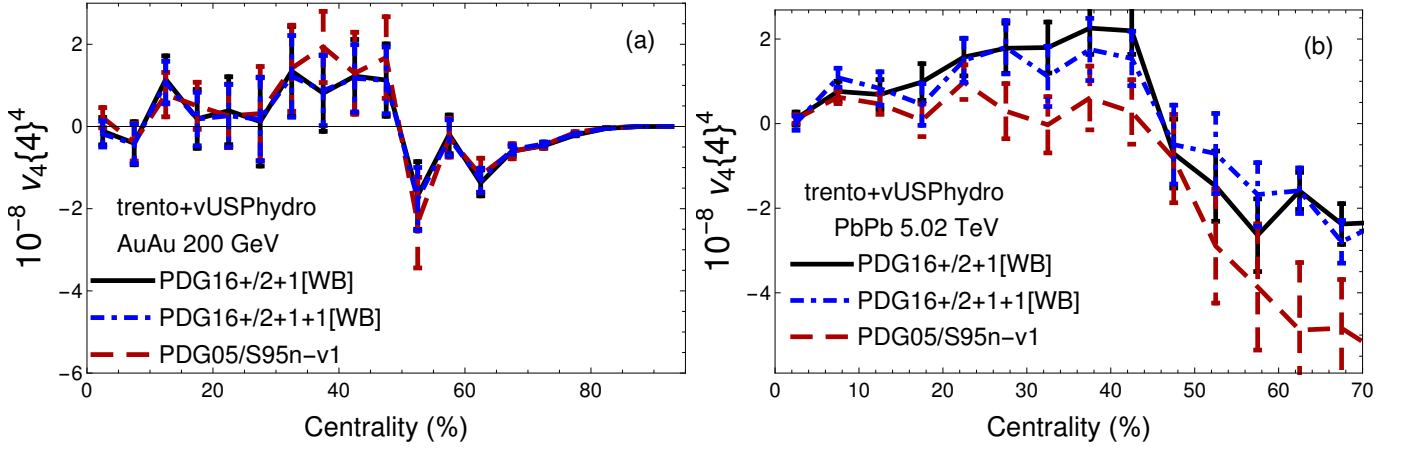 (a)
10⁻⁸ v₄{4}⁴
2
0
−2
−4
−6
trento+vUSPhydro
AuAu 200 GeV
PDG16+/2+1[WB]
PDG16+/2+1+1[WB]
PDG05/S95n−v1
0 20 40 60 80
Centrality (%)
(b)
10⁻⁸ v₄{4}⁴
2
0
−2
−4
trento+vUSPhydro
PbPb 5.02 TeV
PDG16+/2+1[WB]
PDG16+/2+1+1[WB]
PDG05/S95n−v1
0 10 20 30 40 50 60 70
Centrality (%)